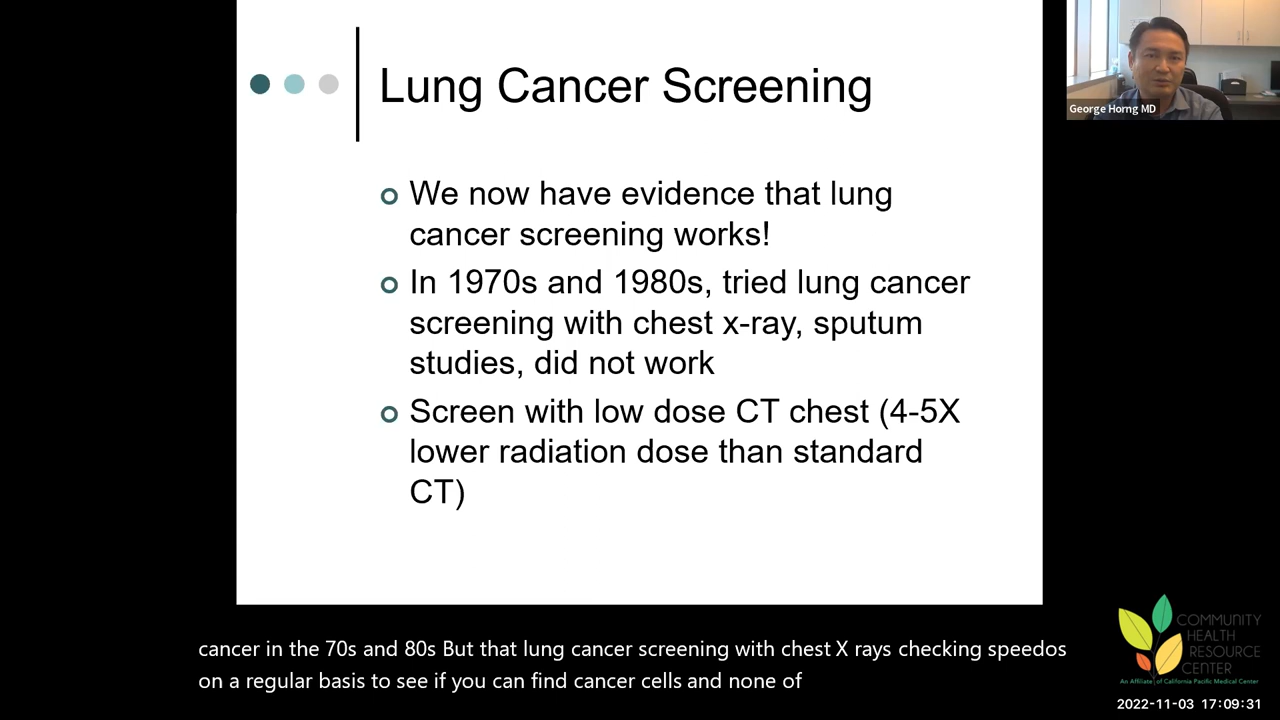 Lung Cancer Screening
We now have evidence that lung
cancer screening works!
In 1970s and 1980s, tried lung cancer
screening with chest x-ray, sputum
studies, did not work
Screen with low dose CT chest (4-5X
lower radiation dose than standard
CT)
George Horng MD
cancer in the 70s and 80s But that lung cancer screening with chest X rays checking speedos
on a regular basis to see if you can find cancer cells and none of
COMMUNITY
HEALTH
RESOURCE
CENTER
An Affiliate of California Pacific Medical Center
2022-11-03 17:09:31